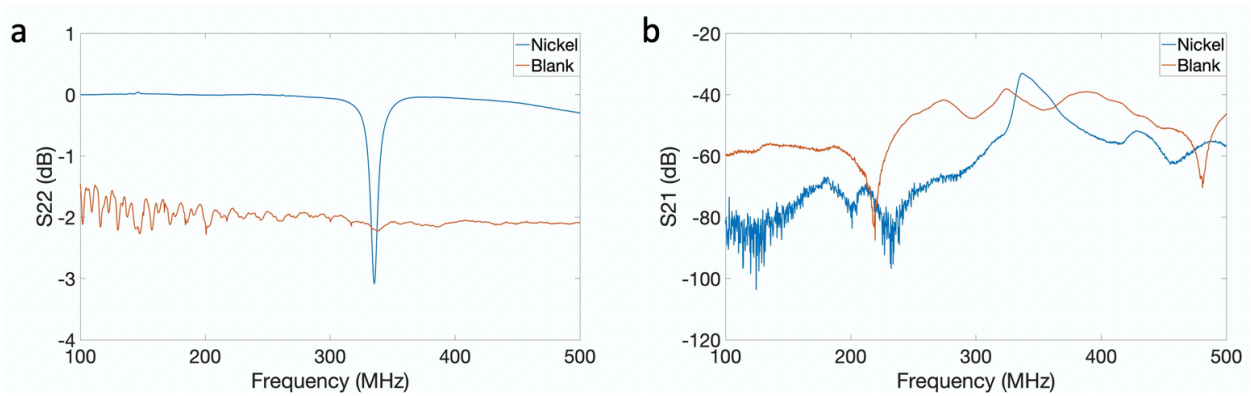 a
1
0
-1
-2
-3
-4
S22 (dB)
100
200
300
400
500
Frequency (MHz)
Nickel
Blank
b
-20
-40
-60
-80
-100
-120
S21 (dB)
100
200
300
400
500
Frequency (MHz)
Nickel
Blank